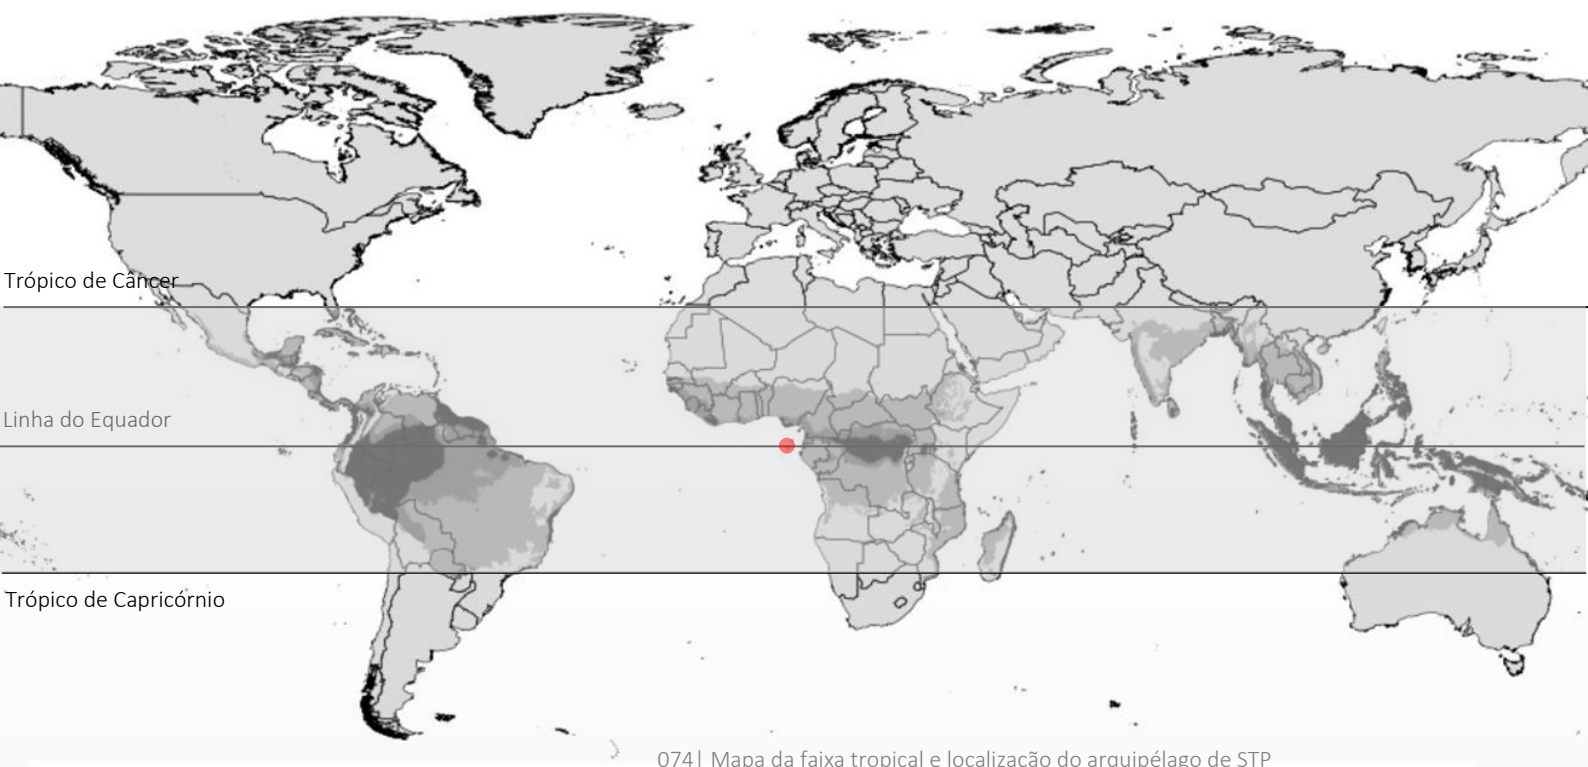 Trópico de Câncer
Linha do Equador
Trópico de Capricórnio
074| Mapa da faixa tropical e localização do arquipélago de STP